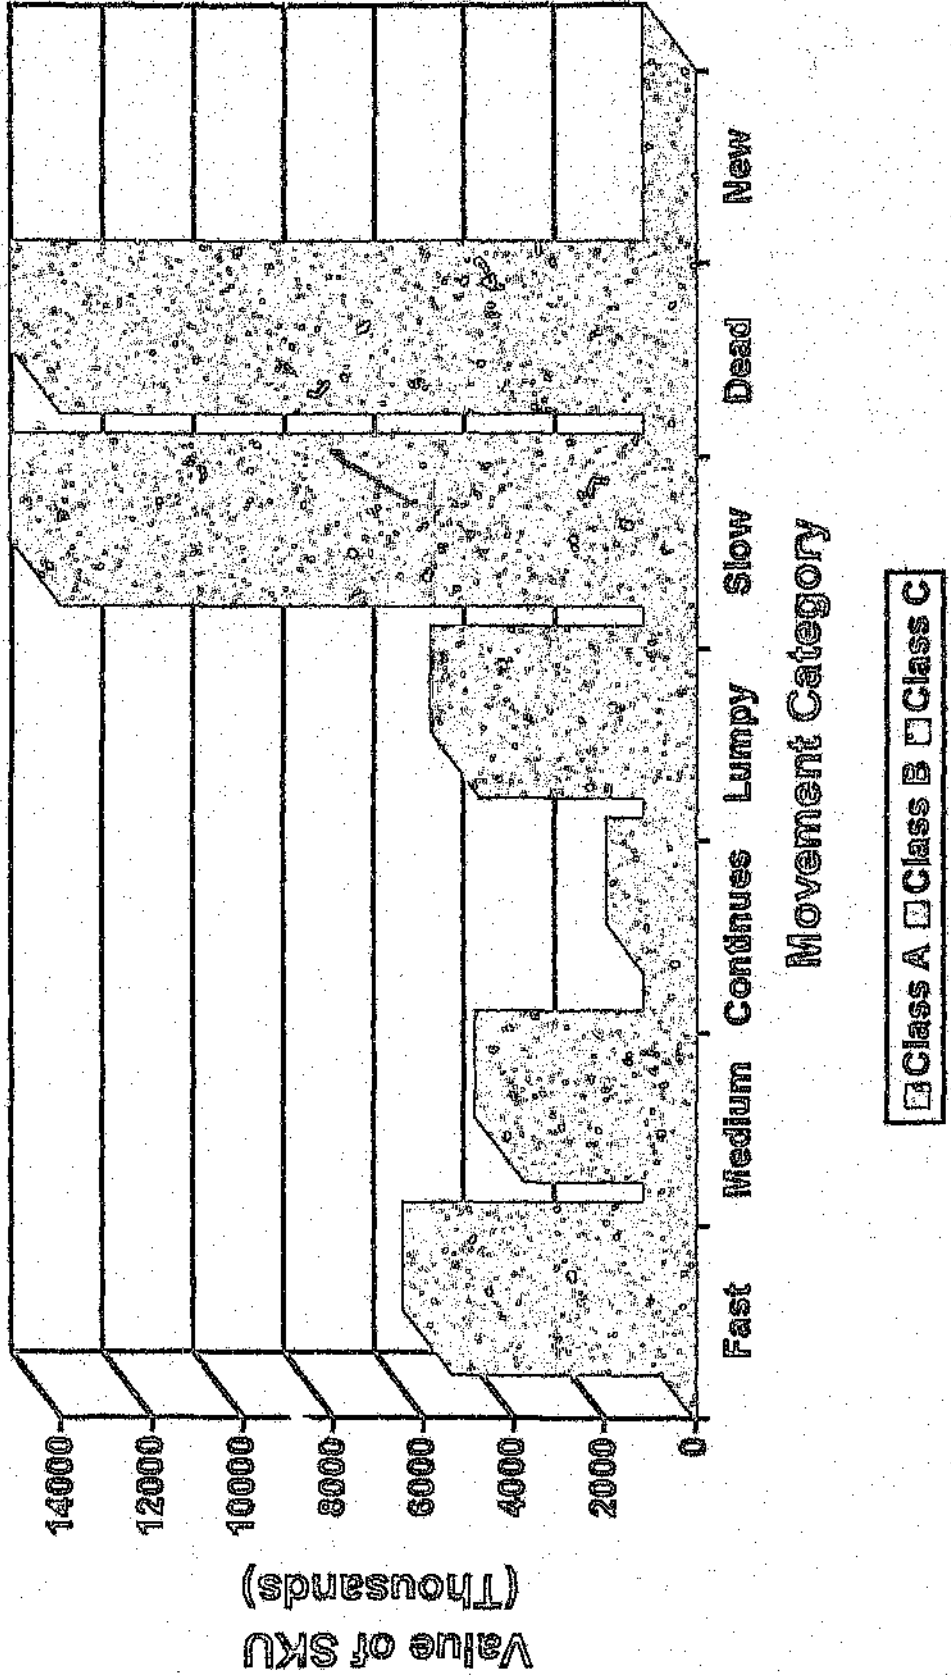 Value of SKU
(Thousands)
14000
12000
10000
8000
6000
4000
2000
0
Fast Medium Continues Lumpy Slow Dead New
Movement Category
Class A Class B Class C